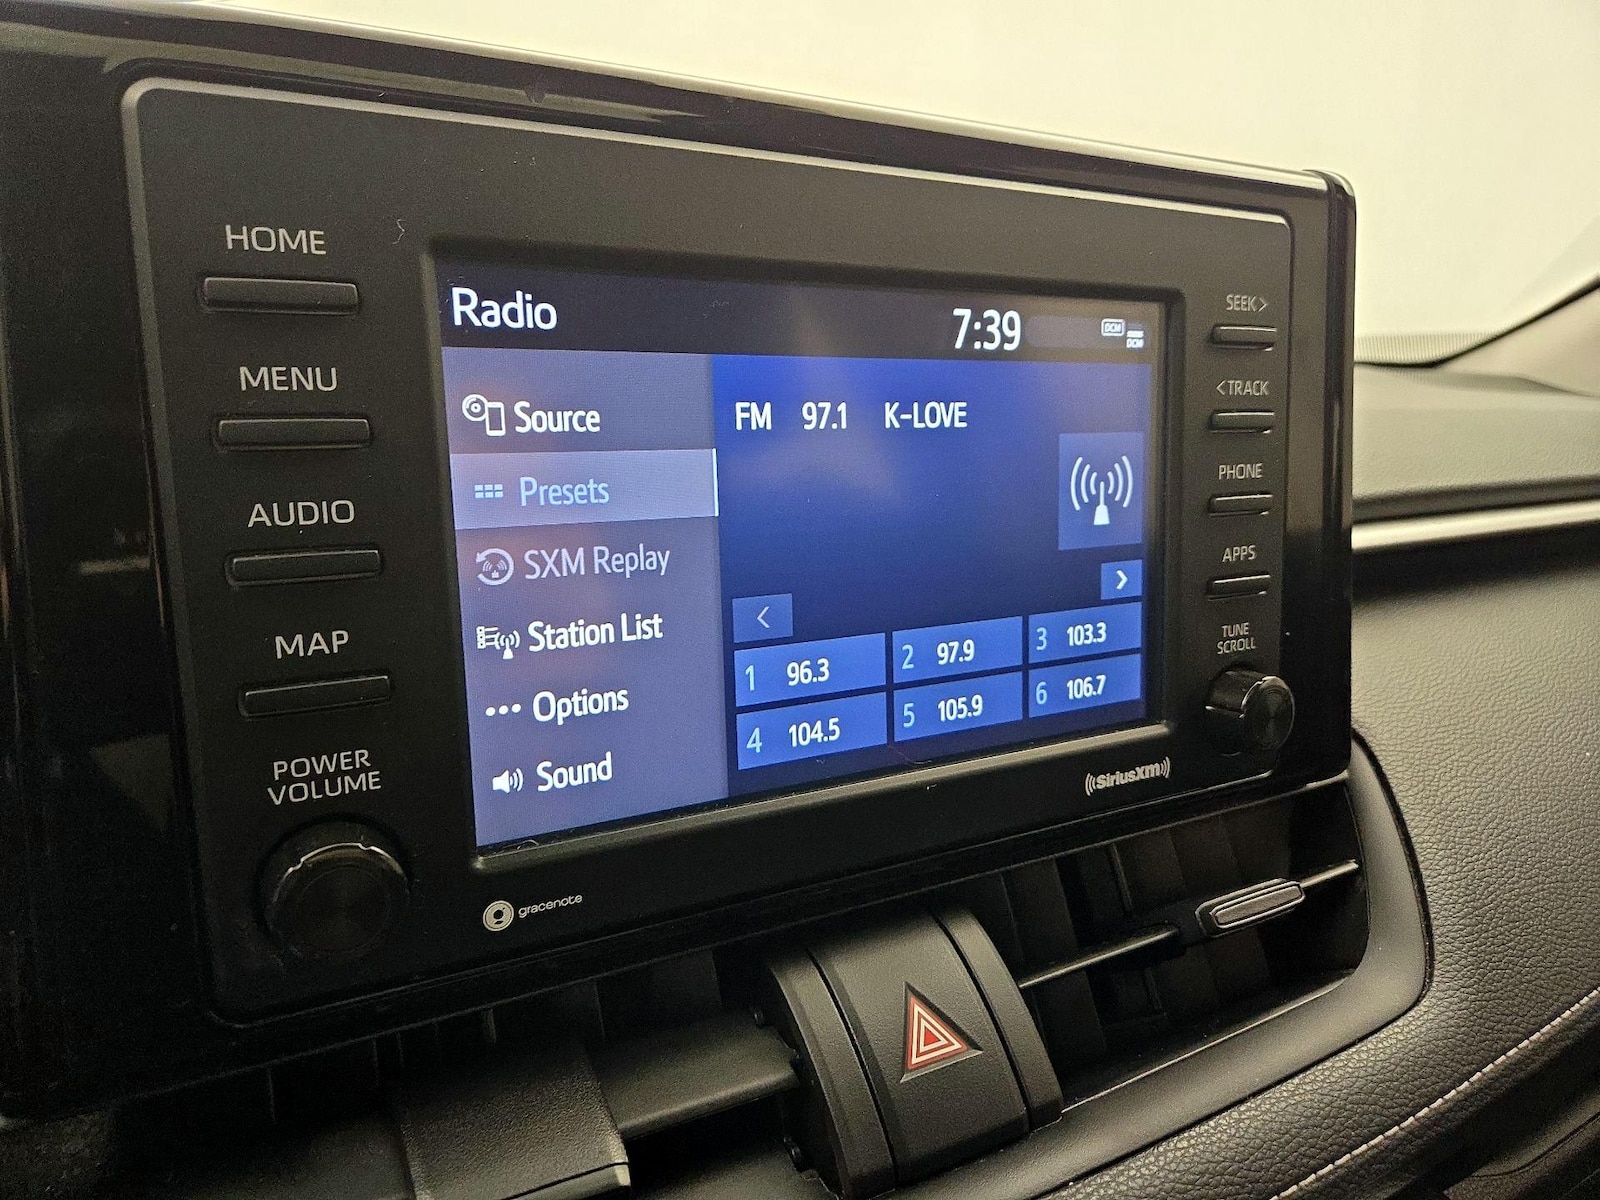 HOME
MENU
AUDIO
MAP
POWER
VOLUME
Radio
7:39
DCM
DCM
Source
Presets
SXM Replay
Station List
Options
Sound
FM 97.1 K-LOVE
1 96.3
2 97.9
3 103.3
4 104.5
5 105.9
6 106.7
SEEK>
<TRACK
PHONE
APPS
TUNE
SCROLL
SiriusXm
gracenote